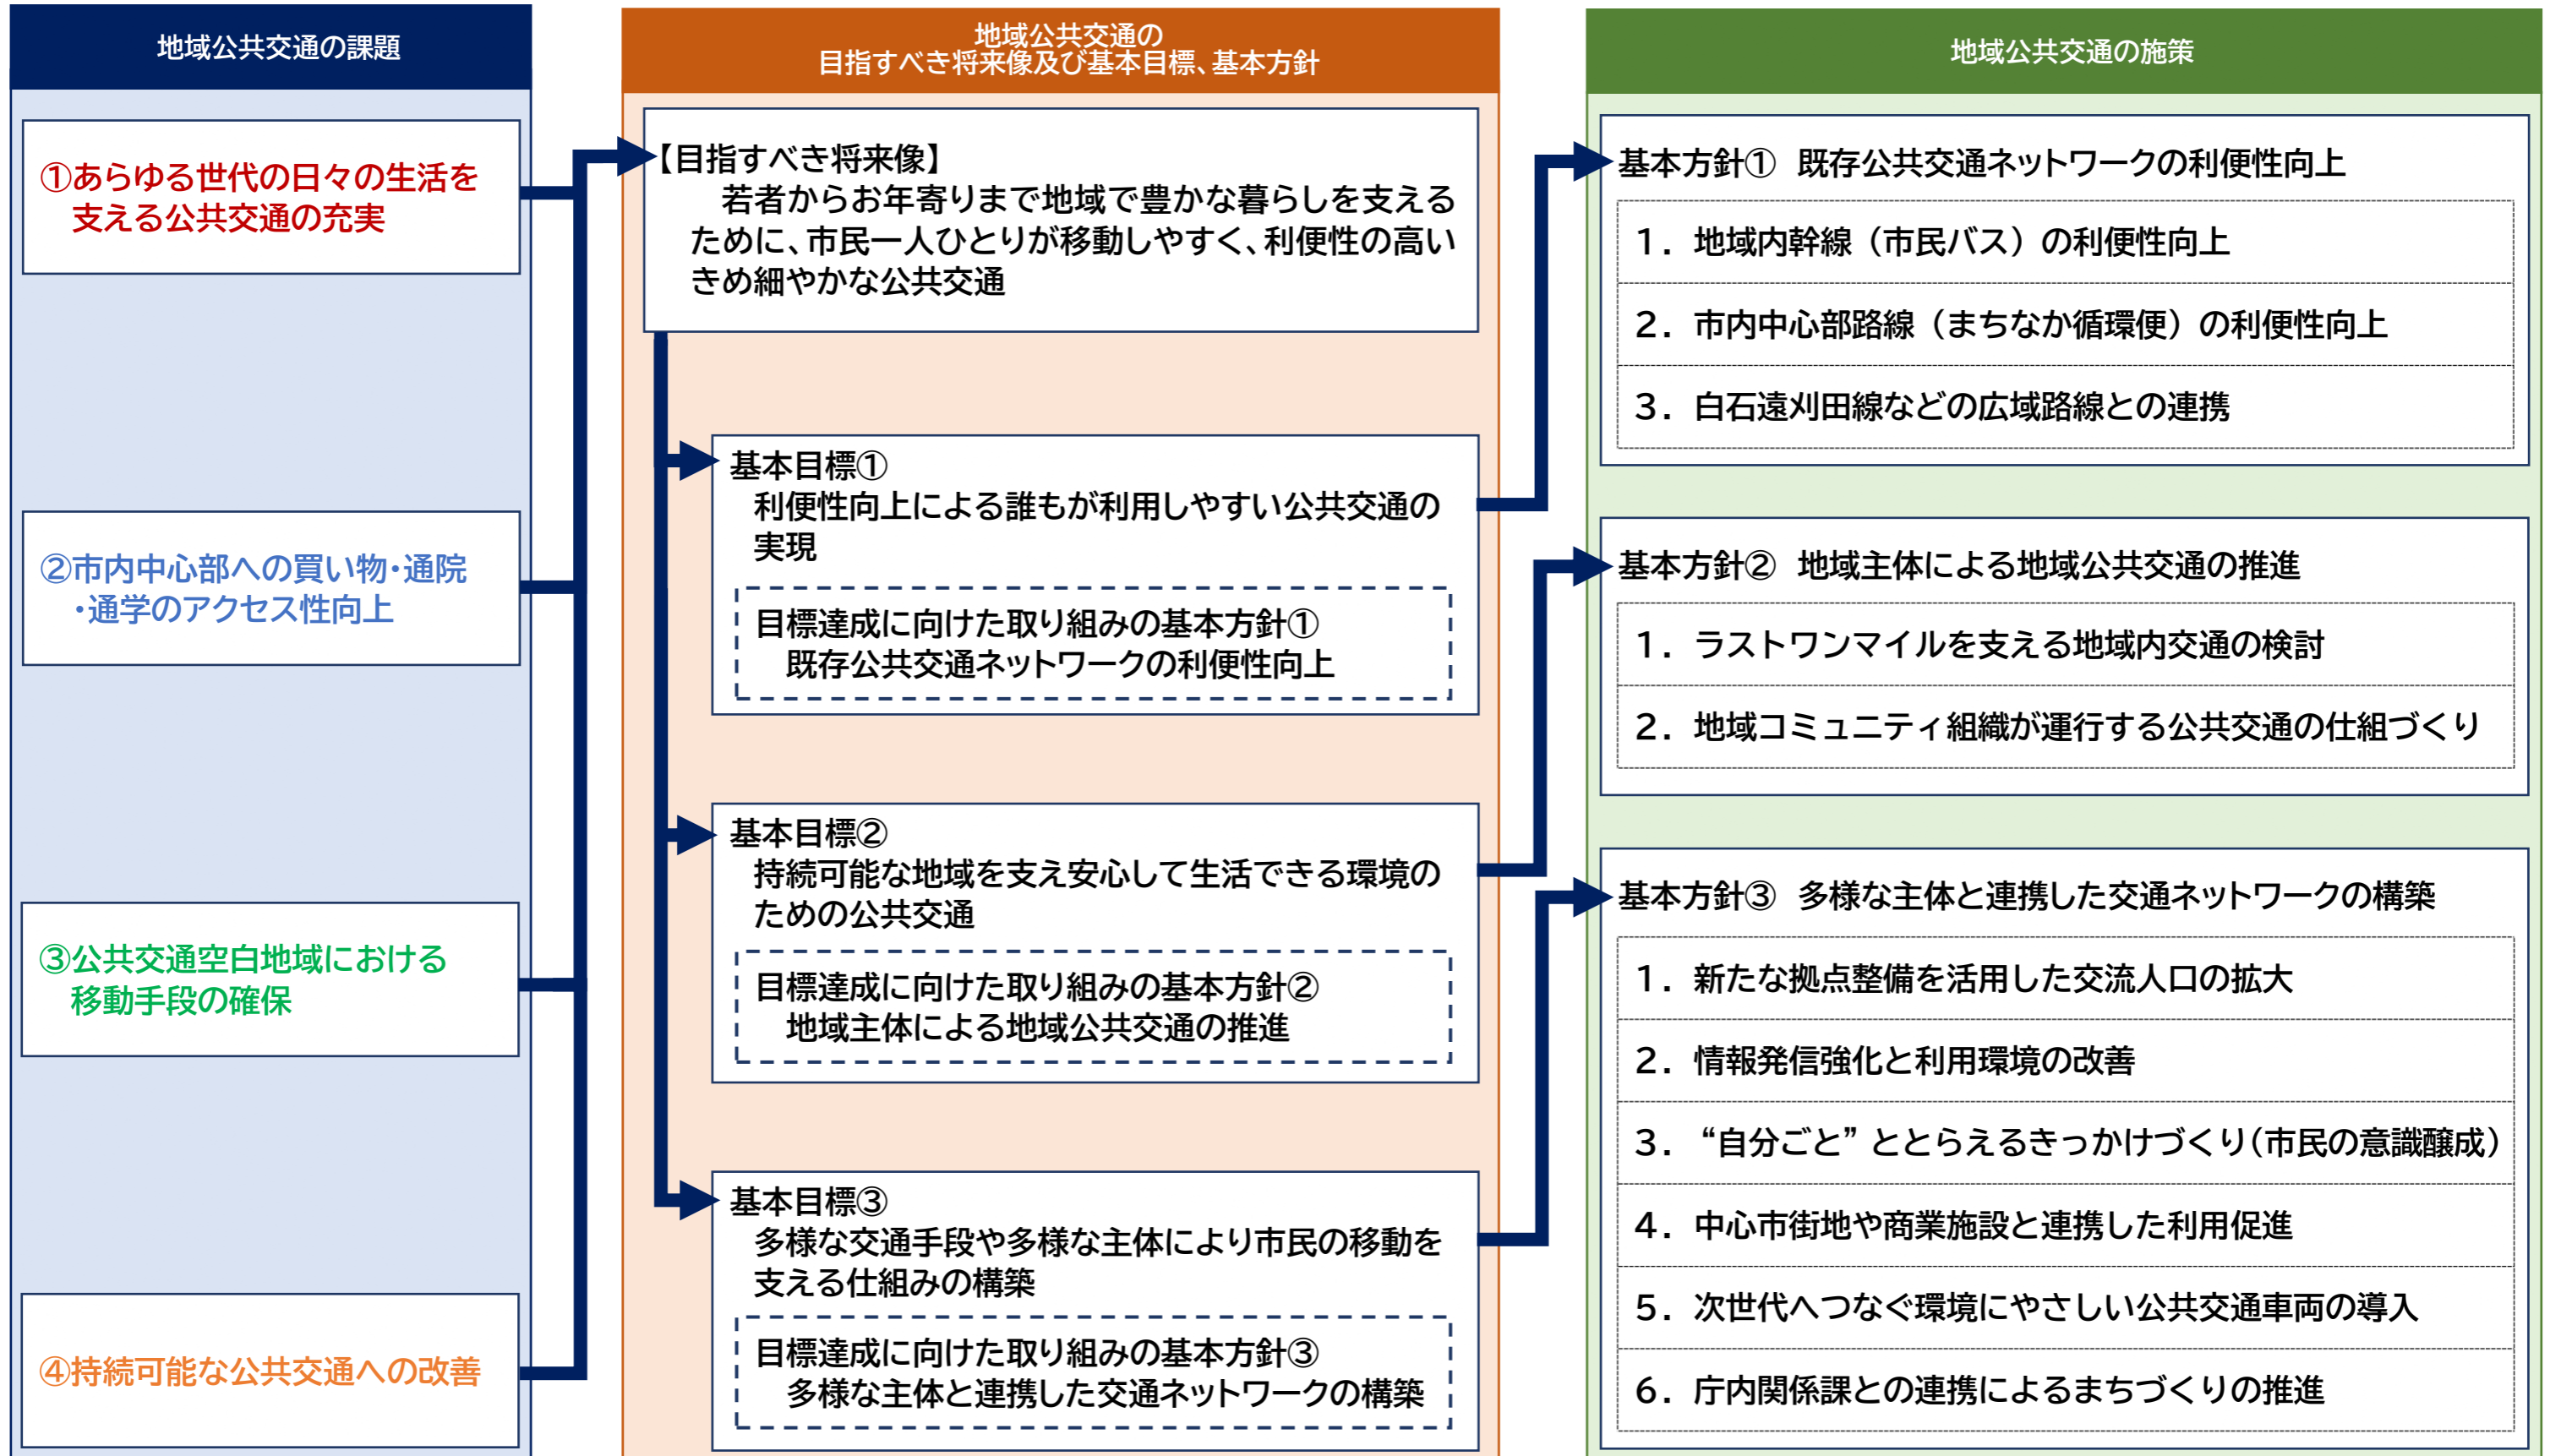 地域公共交通の課題
①あらゆる世代の日々の生活を
支える公共交通の充実
②市内中心部への買い物・通院
・通学のアクセス性向上
③公共交通空白地域における
移動手段の確保
④持続可能な公共交通への改善
地域公共交通の
目指すべき将来像及び基本目標、基本方針
【目指すべき将来像】
若者からお年寄りまで地域で豊かな暮らしを支える
ために、市民一人ひとりが移動しやすく、利便性の高い
きめ細やかな公共交通
基本目標①
利便性向上による誰もが利用しやすい公共交通の
実現
目標達成に向けた取り組みの基本方針①
既存公共交通ネットワークの利便性向上
基本目標②
持続可能な地域を支え安心して生活できる環境の
ための公共交通
目標達成に向けた取り組みの基本方針②
地域主体による地域公共交通の推進
基本目標③
多様な交通手段や多様な主体により市民の移動を
支える仕組みの構築
目標達成に向けた取り組みの基本方針③
多様な主体と連携した交通ネットワークの構築
地域公共交通の施策
基本方針①　既存公共交通ネットワークの利便性向上
１．地域内幹線（市民バス）の利便性向上
２．市内中心部路線（まちなか循環便）の利便性向上
３．白石遠刈田線などの広域路線との連携
基本方針②　地域主体による地域公共交通の推進
１．ラストワンマイルを支える地域内交通の検討
２．地域コミュニティ組織が運行する公共交通の仕組づくり
基本方針③　多様な主体と連携した交通ネットワークの構築
１．新たな拠点整備を活用した交流人口の拡大
２．情報発信強化と利用環境の改善
３．“自分ごと”ととらえるきっかけづくり（市民の意識醸成）
４．中心市街地や商業施設と連携した利用促進
５．次世代へつなぐ環境にやさしい公共交通車両の導入
６．庁内関係課との連携によるまちづくりの推進